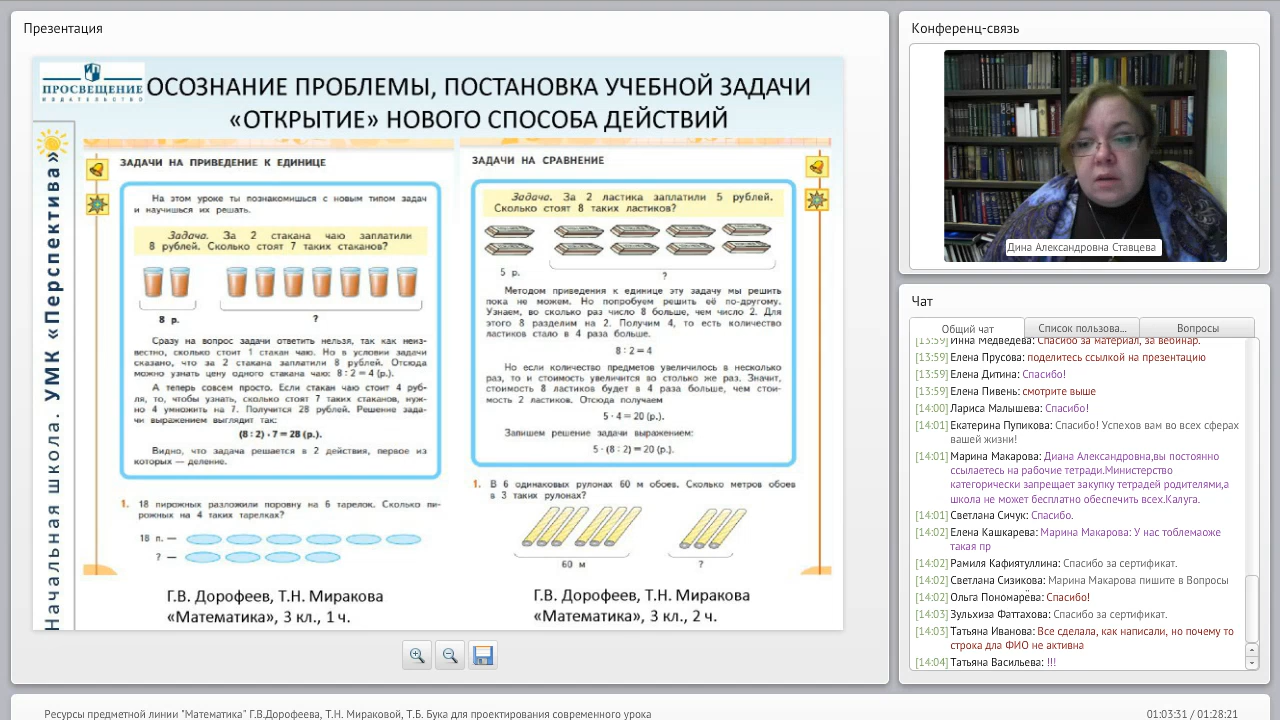 Презентация
ПРОСВЕЩЕНИЕ
ИЗДАТЕЛЬСТВО
ОСОЗНАНИЕ ПРОБЛЕМЫ, ПОСТАНОВКА УЧЕБНОЙ ЗАДАЧИ
«ОТКРЫТИЕ» НОВОГО СПОСОБА ДЕЙСТВИЙ
Начальная школа. УМК «Перспектива»
ЗАДАЧИ НА ПРИВЕДЕНИЕ К ЕДИНИЦЕ
На этом уроке ты познакомишься с новым типом задач
и научишься их решать.
Задача. За 2 стакана чаю заплатили
8 рублей. Сколько стоят 7 таких стаканов?
8 р.
?
Сразу на вопрос задачи ответить нельзя, так как неиз-
вестно, сколько стоит 1 стакан чаю. Но в условии задачи
сказано, что за 2 стакана заплатили 8 рублей. Отсюда
можно узнать цену одного стакана чаю: 8 : 2 = 4 (р.).
А теперь совсем просто. Если стакан чаю стоит 4 руб-
ля, то, чтобы узнать, сколько стоят 7 таких стаканов, нуж-
но 4 умножить на 7. Получится 28 рублей. Решение зада-
чи выражением выглядит так:
(8 : 2) · 7 = 28 (р.).
Видно, что задача решается в 2 действия, первое из
которых — деление.
1. 18 пирожных разложили поровну на 6 тарелок. Сколько пи-
рожных на 4 таких тарелках?
18 п. —
? —
Г.В. Дорофеев, Т.Н. Миракова
«Математика», 3 кл., 1 ч.
ЗАДАЧИ НА СРАВНЕНИЕ
Задача. За 2 ластика заплатили 5 рублей.
Сколько стоят 8 таких ластиков?
5 р.
?
Методом приведения к единице эту задачу мы решить
пока не можем. Но попробуем решить её по-другому.
Узнаем, во сколько раз число 8 больше, чем число 2. Для
этого 8 разделим на 2. Получим 4, то есть количество
ластиков стало в 4 раза больше.
8 : 2 = 4
Но если количество предметов увеличилось в несколько
раз, то и стоимость увеличится во столько же раз. Значит,
стоимость 8 ластиков будет в 4 раза больше, чем стои-
мость 2 ластиков. Отсюда получаем
5 · 4 = 20 (р.).
Запишем решение задачи выражением:
5 · (8 : 2) = 20 (р.).
1. В 6 одинаковых рулонах 60 м обоев. Сколько метров обоев
в 3 таких рулонах?
60 м
?
Г.В. Дорофеев, Т.Н. Миракова
«Математика», 3 кл., 2 ч.
Конференц-связь
Дина Александровна Ставцева
Чат
Общий чат
Список пользова...
Вопросы
[13:59] Инна Медведева: Спасибо за материал, за вебинар.
[13:59] Елена Прусова: поделитесь ссылкой на презентацию
[13:59] Елена Дитина: Спасибо!
[13:59] Елена Пивень: смотрите выше
[14:00] Лариса Малышева: Спасибо!
[14:01] Екатерина Пупикова: Спасибо! Успехов вам во всех сферах
вашей жизни!
[14:01] Марина Макарова: Диана Александровна,вы постоянно
ссылаетесь на рабочие тетради.Министерство
категорически запрещает закупку тетрадей родителями,а
школа не может бесплатно обеспечить всех.Калуга.
[14:01] Светлана Сичук: Спасибо.
[14:02] Елена Кашкарева: Марина Макарова: У нас тоблемаоже
такая пр
[14:02] Рамиля Кафиятуллина: Спасибо за сертификат.
[14:02] Светлана Сизикова: Марина Макарова пишите в Вопросы
[14:02] Ольга Пономарёва: Спасибо!
[14:03] Зульхиза Фаттахова: Спасибо за сертификат.
[14:03] Татьяна Иванова: Все сделала, как написали, но почему то
строка дла ФИО не активна
[14:04] Татьяна Васильева: !!!
Ресурсы предметной линии "Математика" Г.В.Дорофеева, Т.Н. Мираковой, Т.Б. Бука для проектирования современного урока
01:03:31 / 01:28:21